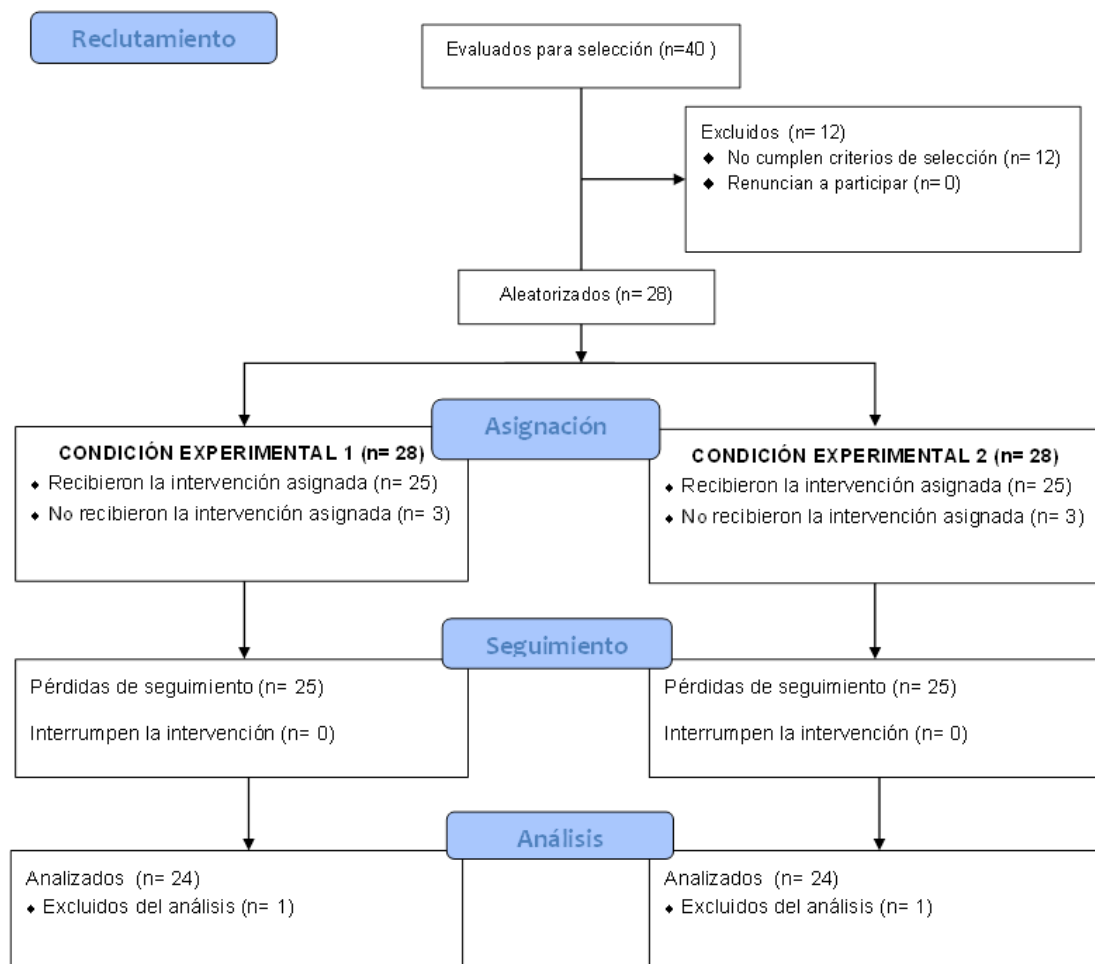 Reclutamiento
Evaluados para selección (n=40 )
Excluidos (n= 12)
◆ No cumplen criterios de selección (n= 12)
◆ Renuncian a participar (n= 0)
Aleatorizados (n= 28)
Asignación
CONDICIÓN EXPERIMENTAL 1 (n= 28)
◆ Recibieron la intervención asignada (n= 25)
◆ No recibieron la intervención asignada (n= 3)
CONDICIÓN EXPERIMENTAL 2 (n= 28)
◆ Recibieron la intervención asignada (n= 25)
◆ No recibieron la intervención asignada (n= 3)
Seguimiento
Pérdidas de seguimiento (n= 25)
Interrumpen la intervención (n= 0)
Pérdidas de seguimiento (n= 25)
Interrumpen la intervención (n= 0)
Análisis
Analizados (n= 24)
◆ Excluidos del análisis (n= 1)
Analizados (n= 24)
◆ Excluidos del análisis (n= 1)